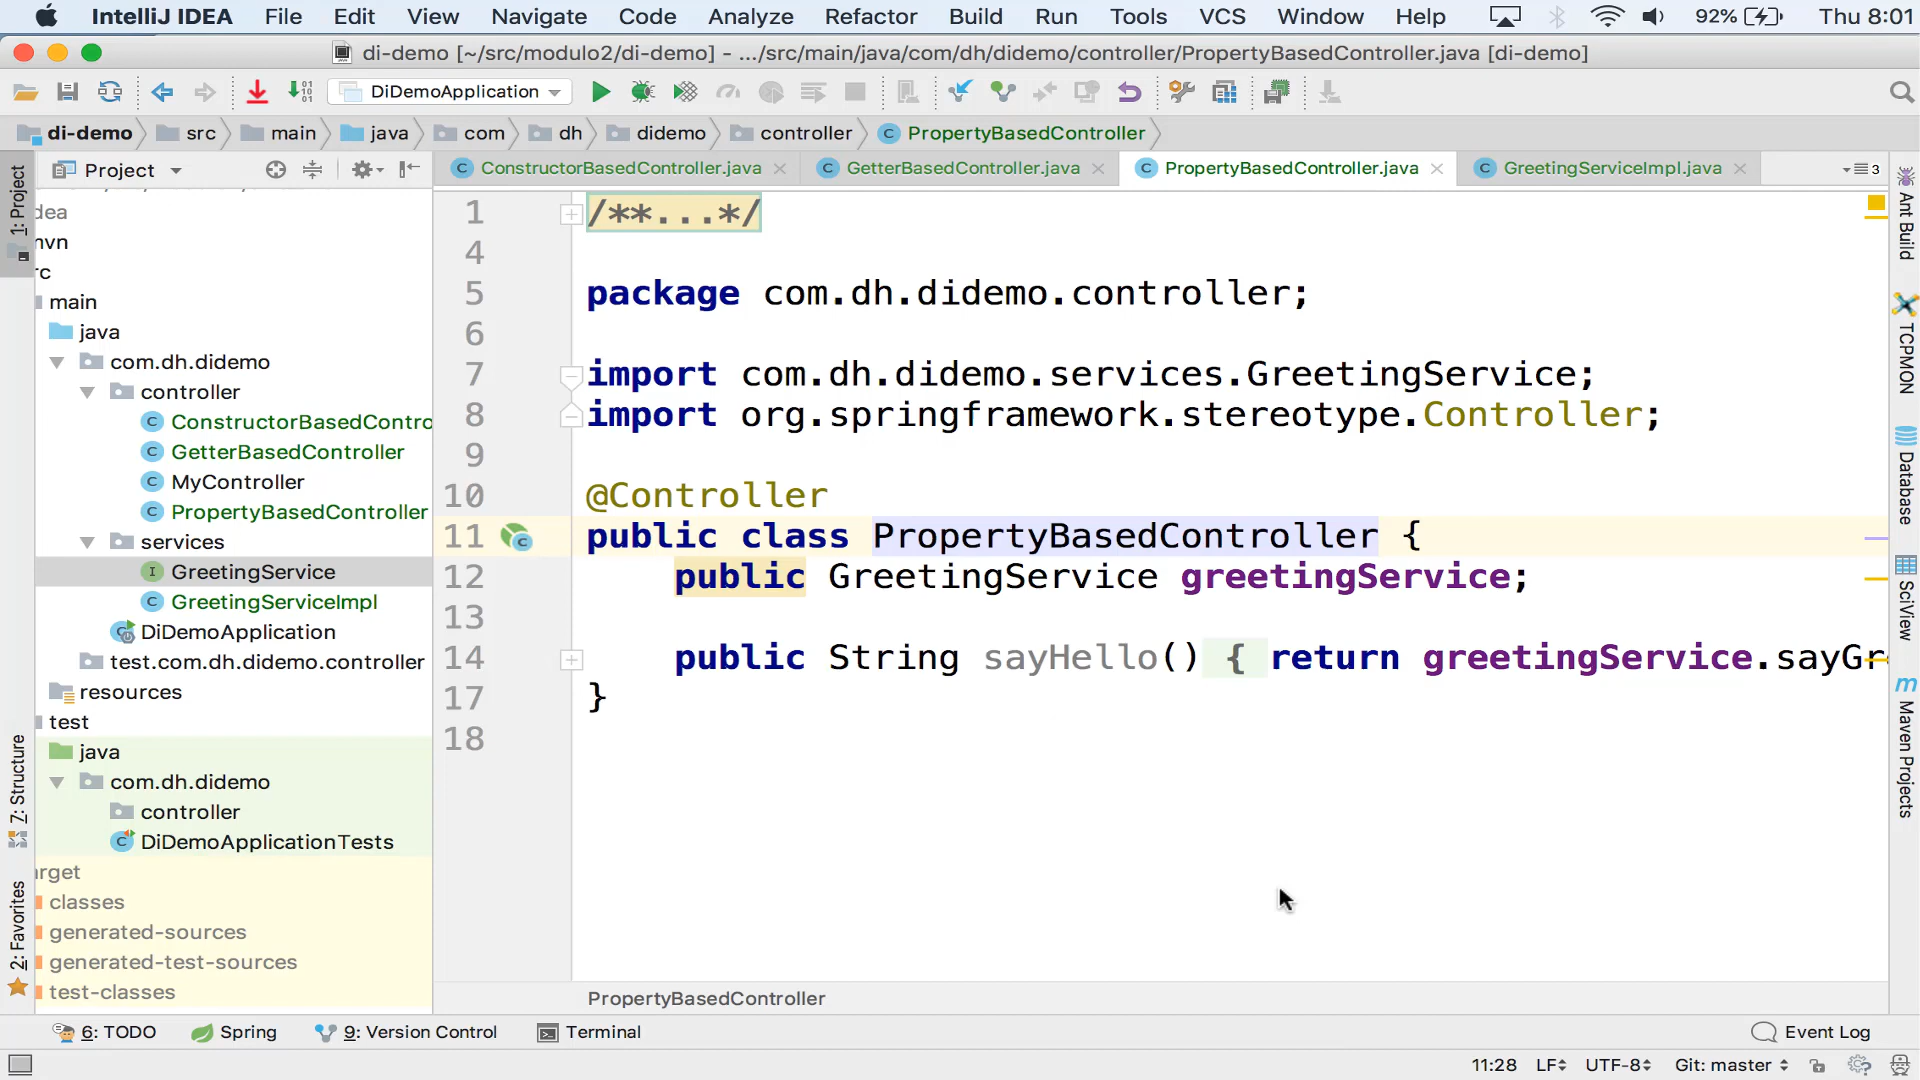 IntelliJ IDEA File Edit View Navigate Code Analyze Refactor Build Run Tools VCS Window Help 92% Thu 8:01
di-demo [~/src/modulo2/di-demo] - .../src/main/java/com/dh/didemo/controller/PropertyBasedController.java [di-demo]
DiDemoApplication
di-demo src main java com dh didemo controller PropertyBasedController
Project
ConstructorBasedController.java GetterBasedController.java PropertyBasedController.java GreetingServiceImpl.java 3
1: Project
7: Structure
2: Favorites
dea
nvn
rc
main
java
com.dh.didemo
controller
ConstructorBasedContro
GetterBasedController
MyController
PropertyBasedController
services
GreetingService
GreetingServiceImpl
DiDemoApplication
test.com.dh.didemo.controller
resources
test
java
com.dh.didemo
controller
DiDemoApplicationTests
arget
classes
generated-sources
generated-test-sources
test-classes
1 /**...*/
4
5 package com.dh.didemo.controller;
6
7 import com.dh.didemo.services.GreetingService;
8 import org.springframework.stereotype.Controller;
9
10 @Controller
11 public class PropertyBasedController {
12 public GreetingService greetingService;
13
14 public String sayHello() { return greetingService.sayGr
17 }
18
PropertyBasedController
Ant Build
TCPMON
Database
SciView
Maven Projects
6: TODO Spring 9: Version Control Terminal Event Log
11:28 LF UTF-8 Git: master